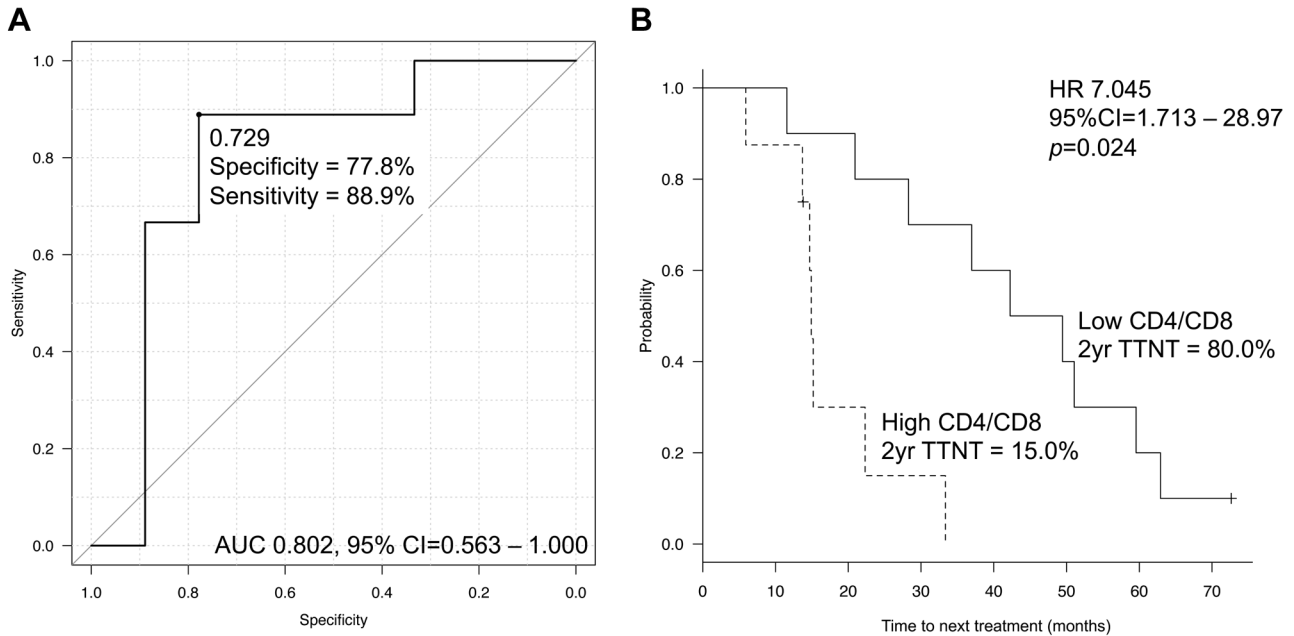 A
1.0
0.8
0.6
0.4
0.2
0.0
Sensitivity
0.729
Specificity = 77.8%
Sensitivity = 88.9%
AUC 0.802, 95% CI=0.563 – 1.000
1.0 0.8 0.6 0.4 0.2 0.0
Specificity
B
1.0
0.8
0.6
0.4
0.2
0.0
Probability
HR 7.045
95%CI=1.713 – 28.97
p=0.024
Low CD4/CD8
2yr TTNT = 80.0%
High CD4/CD8
2yr TTNT = 15.0%
0 10 20 30 40 50 60 70
Time to next treatment (months)